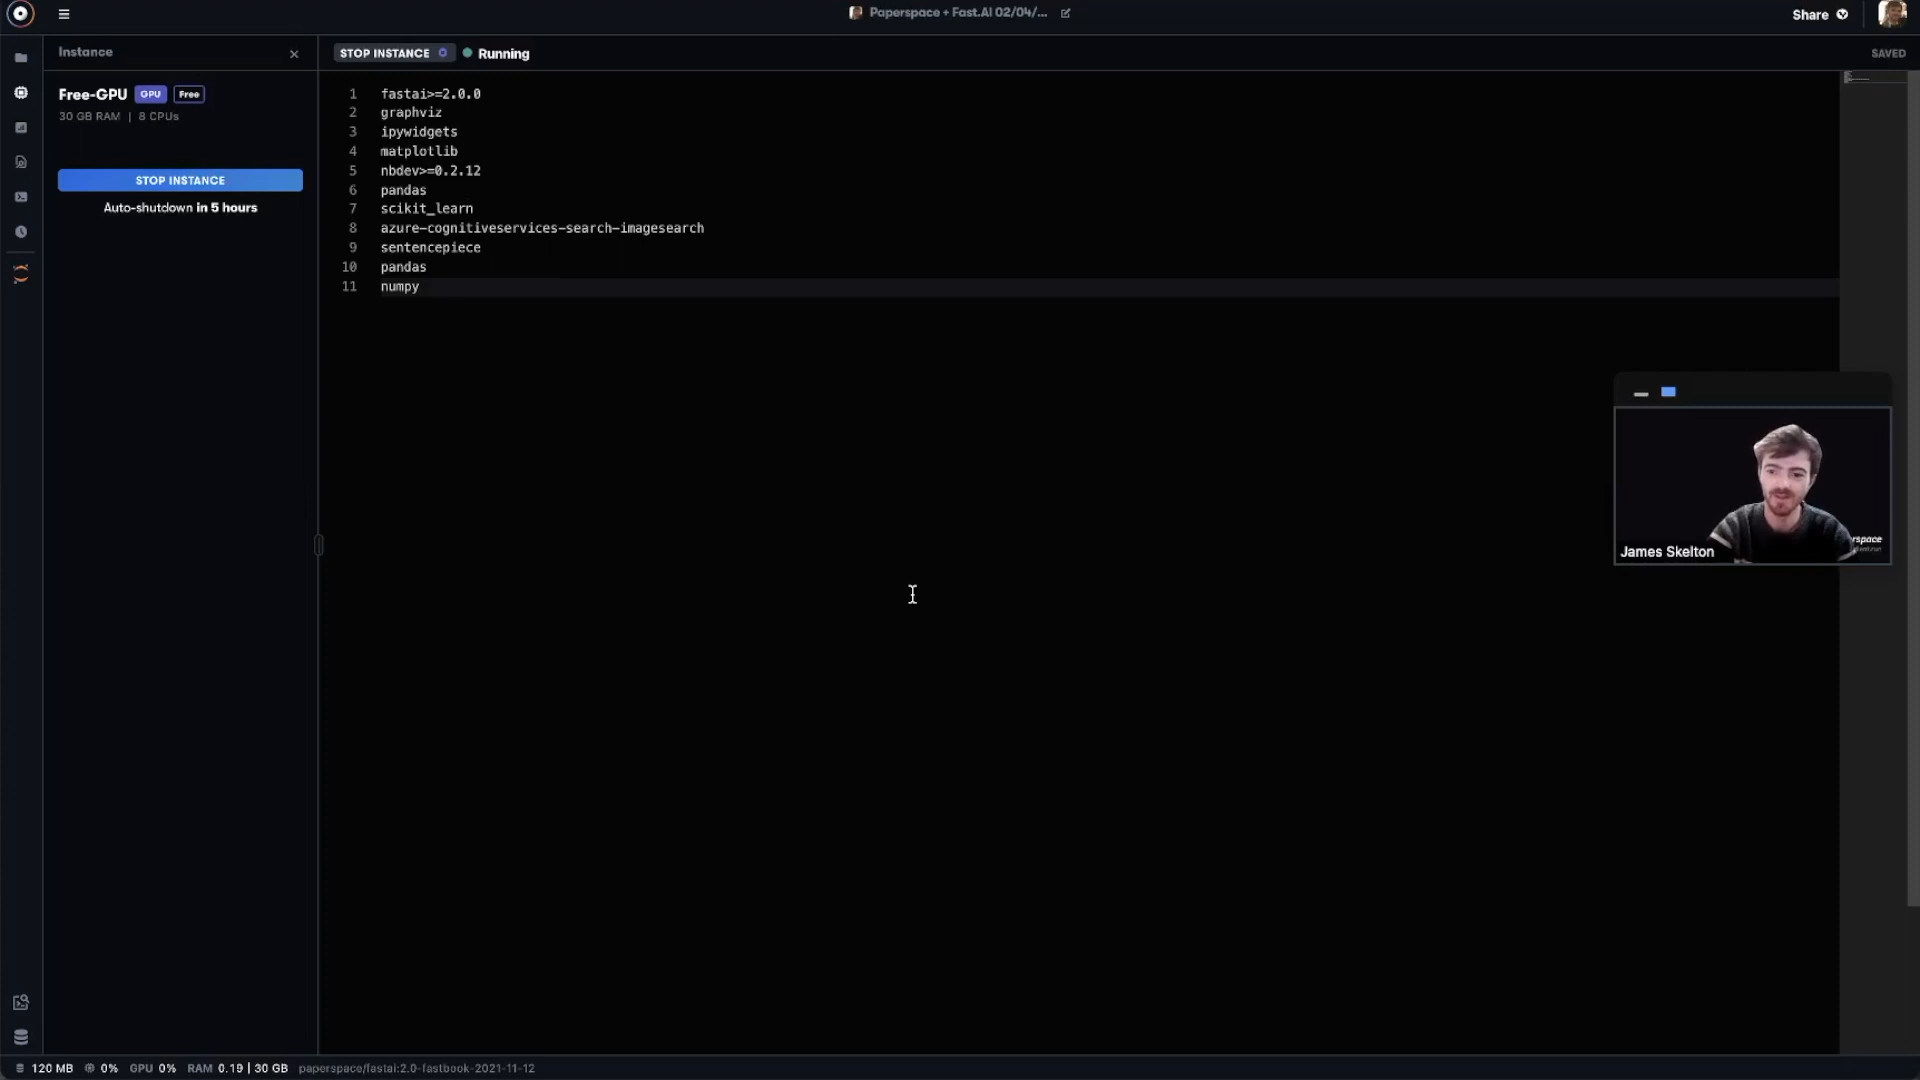 Paperspace + Fast.AI 02/04/...
Share
Instance
STOP INSTANCE
Running
SAVED
Free-GPU GPU Free
30 GB RAM | 8 CPUs
STOP INSTANCE
Auto-shutdown in 5 hours
1 fastai>=2.0.0
2 graphviz
3 ipywidgets
4 matplotlib
5 nbdev>=0.2.12
6 pandas
7 scikit_learn
8 azure-cognitiveservices-search-imagesearch
9 sentencepiece
10 pandas
11 numpy
rspace
James Skelton
120 MB 0% GPU 0% RAM 0.19 | 30 GB paperspace/fastai:2.0-fastbook-2021-11-12